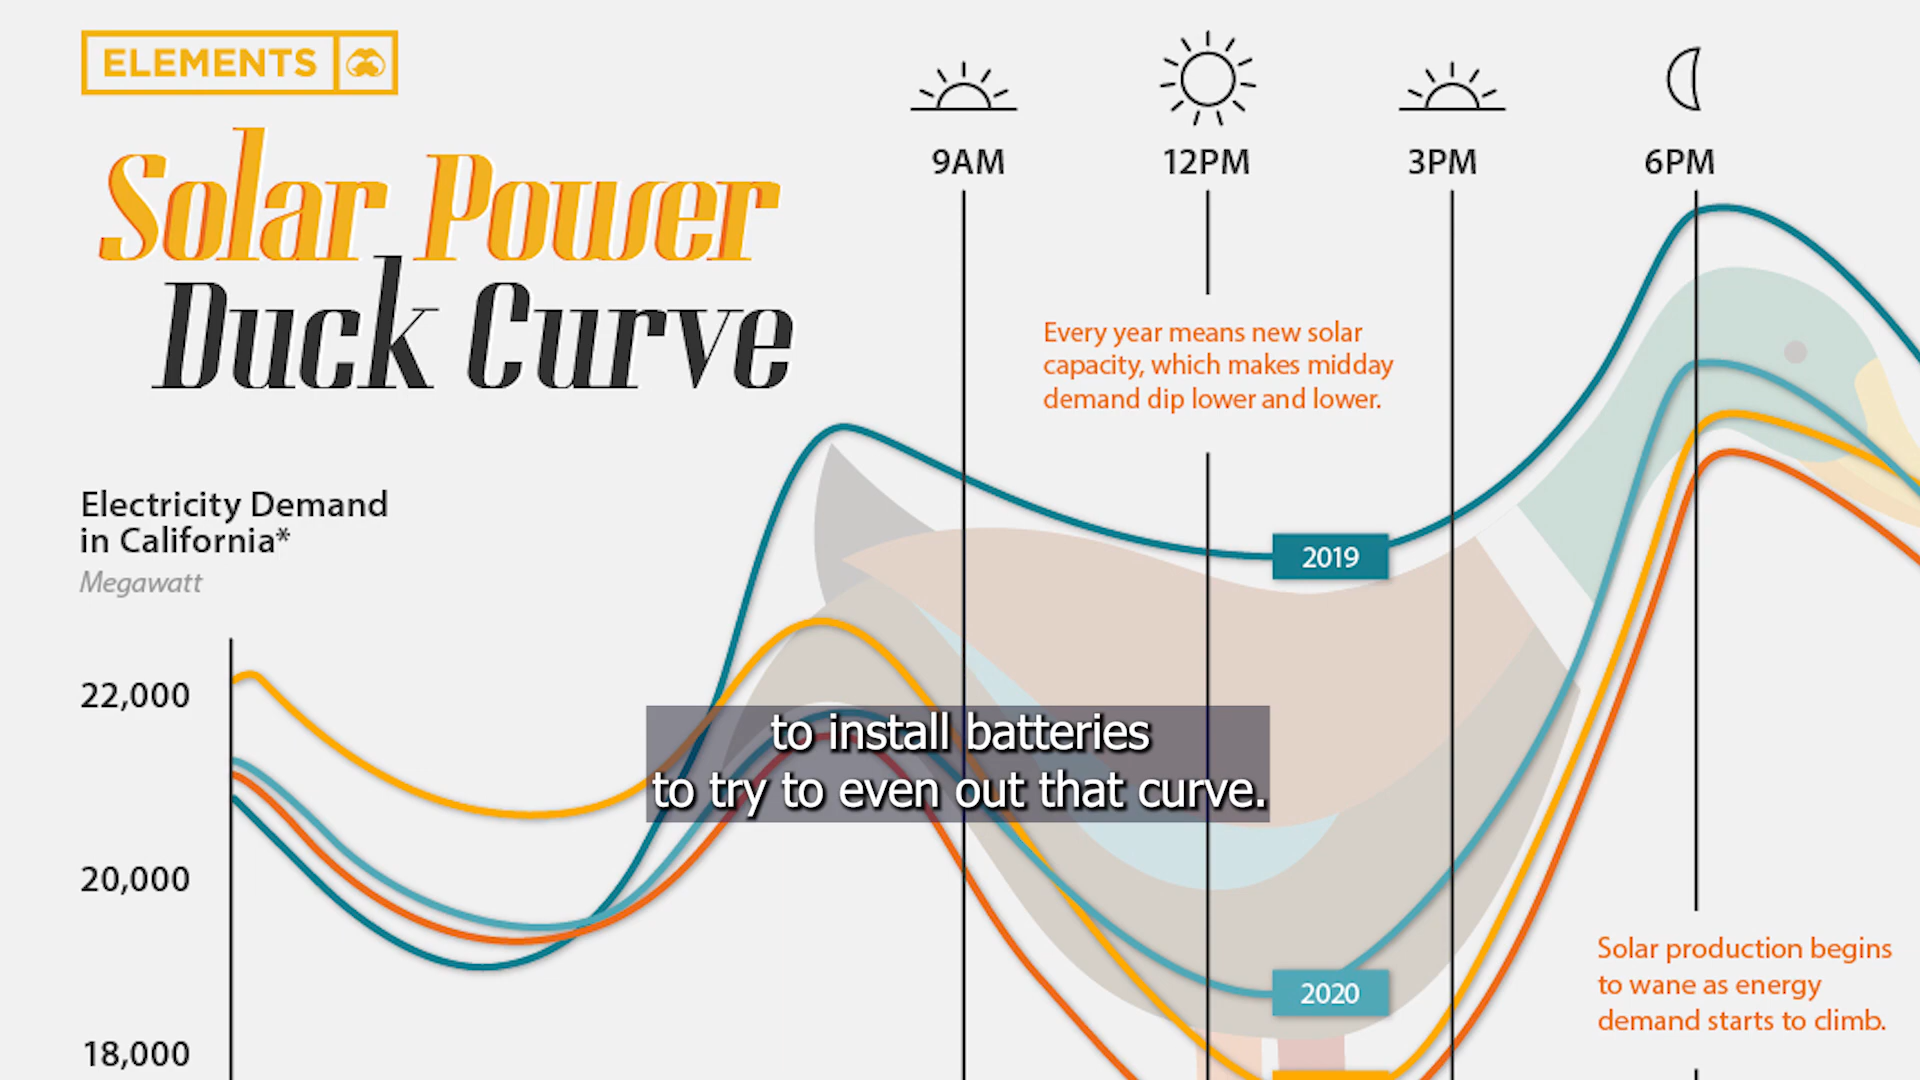 ELEMENTS
Solar Power
Duck Curve
9AM
12PM
3PM
6PM
Every year means new solar
capacity, which makes midday
demand dip lower and lower.
Electricity Demand
in California*
Megawatt
22,000
20,000
18,000
2019
2020
to install batteries
to try to even out that curve.
Solar production begins
to wane as energy
demand starts to climb.